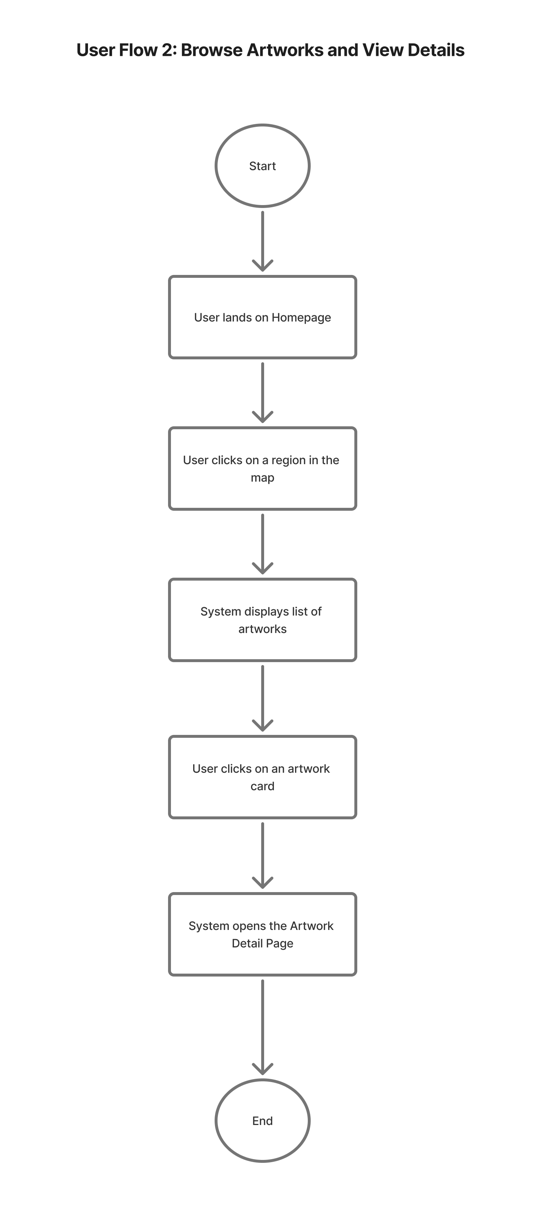 User Flow 2: Browse Artworks and View Details
Start
User lands on Homepage
User clicks on a region in the
map
System displays list of
artworks
User clicks on an artwork
card
System opens the Artwork
Detail Page
End